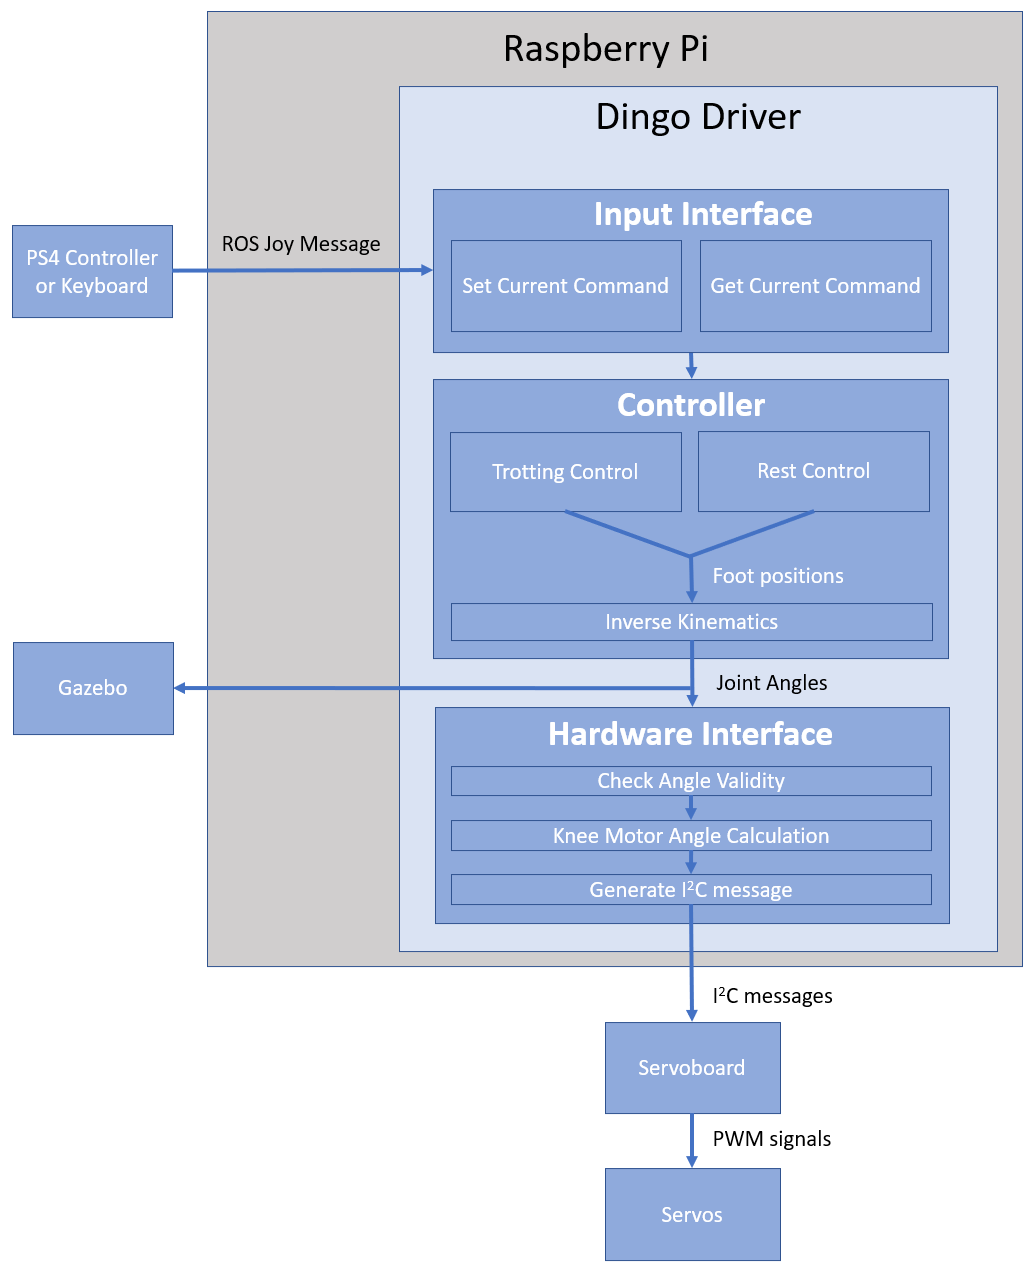 Raspberry Pi
Dingo Driver
Input Interface
Set Current Command
Get Current Command
PS4 Controller
or Keyboard
ROS Joy Message
Controller
Trotting Control
Rest Control
Foot positions
Inverse Kinematics
Joint Angles
Gazebo
Hardware Interface
Check Angle Validity
Knee Motor Angle Calculation
Generate I²C message
I²C messages
Servoboard
PWM signals
Servos